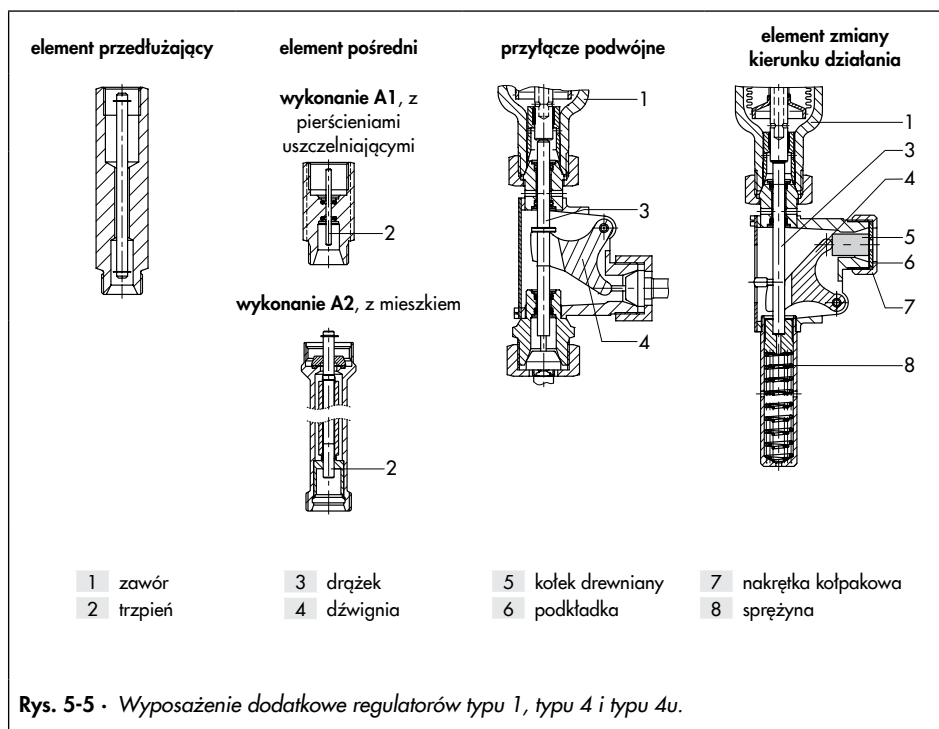 element przedłużający
element pośredni
wykonanie A1, z
pierścieniami
uszczelniającymi
2
wykonanie A2, z mieszkiem
2
przyłącze podwójne
1
3
4
element zmiany
kierunku działania
1
3
4
5
6
7
8
1 zawór
2 trzpień
3 drążek
4 dźwignia
5 kołek drewniany
6 podkładka
7 nakrętka kołpakowa
8 sprężyna
Rys. 5-5 · Wyposażenie dodatkowe regulatorów typu 1, typu 4 i typu 4u.